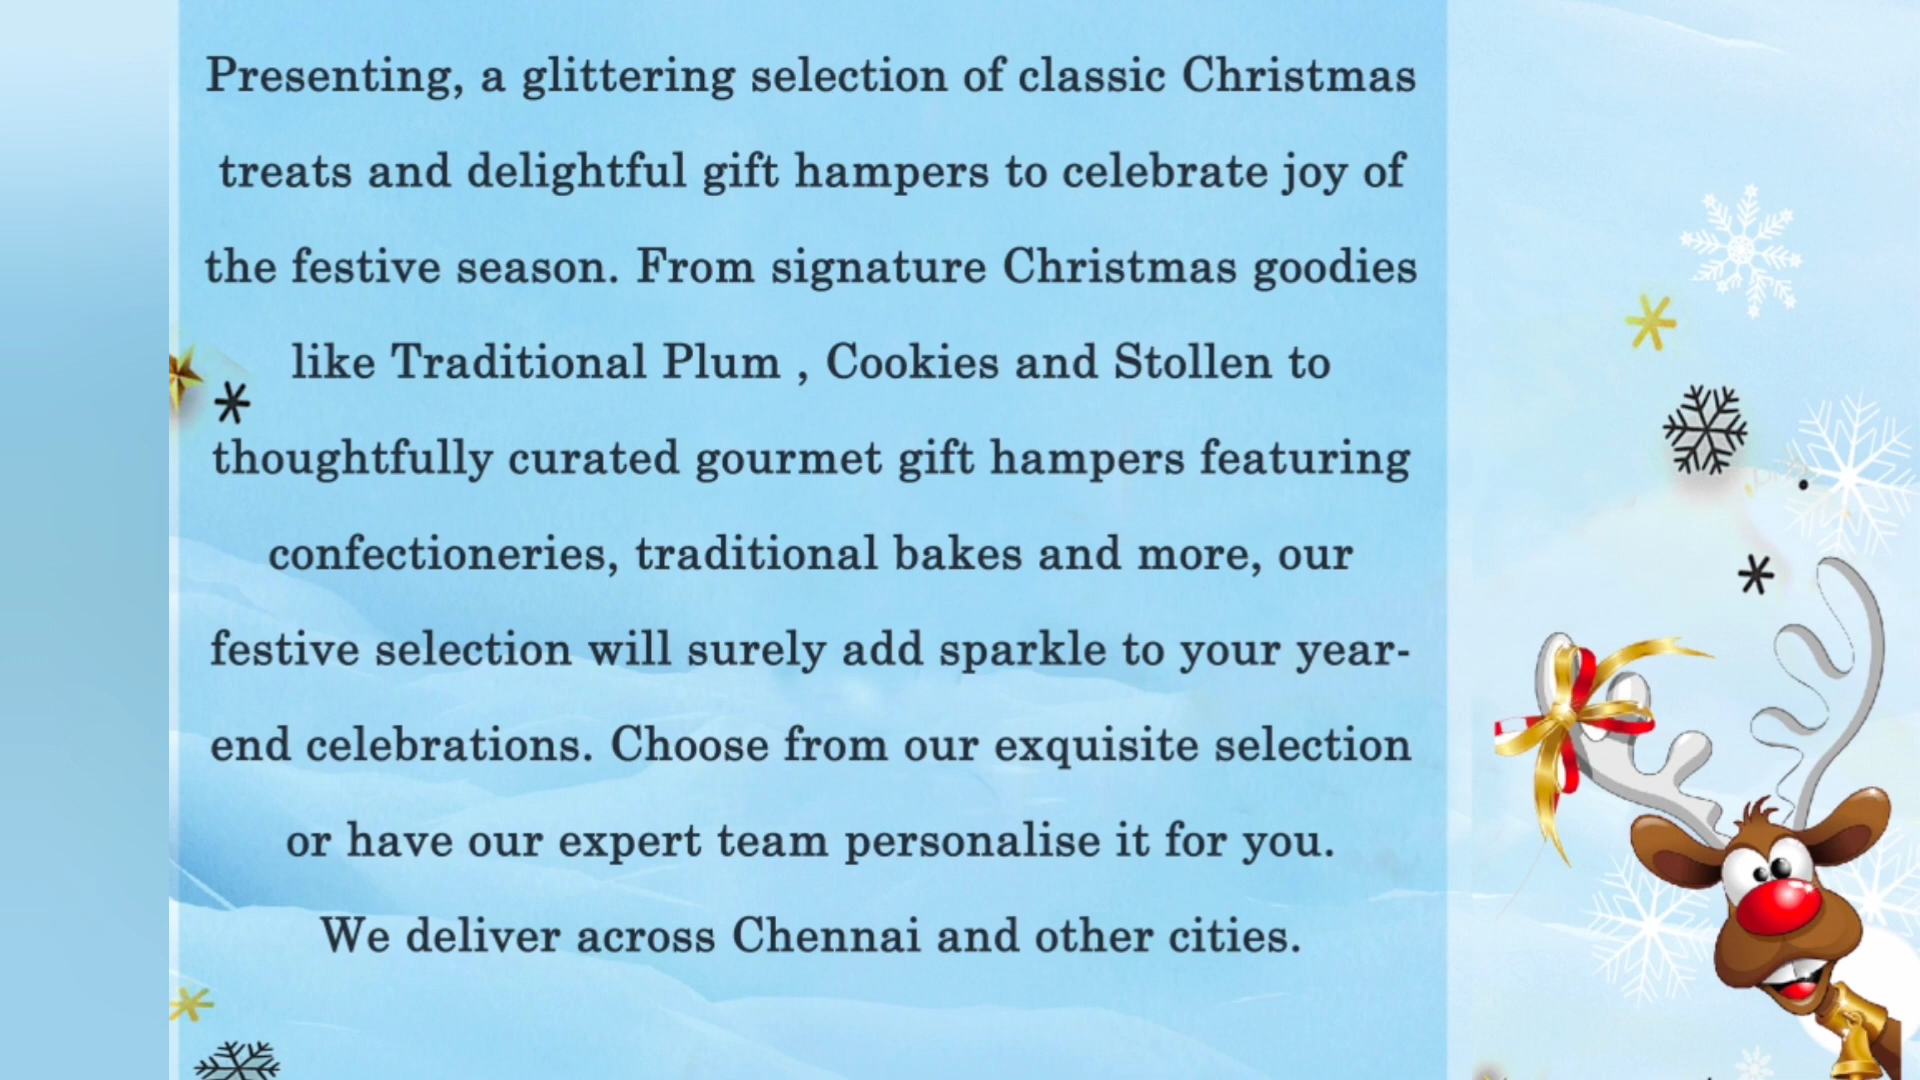 Presenting, a glittering selection of classic Christmas
treats and delightful gift hampers to celebrate joy of
the festive season. From signature Christmas goodies
like Traditional Plum , Cookies and Stollen to
thoughtfully curated gourmet gift hampers featuring
confectioneries, traditional bakes and more, our
festive selection will surely add sparkle to your year-
end celebrations. Choose from our exquisite selection
or have our expert team personalise it for you.
We deliver across Chennai and other cities.